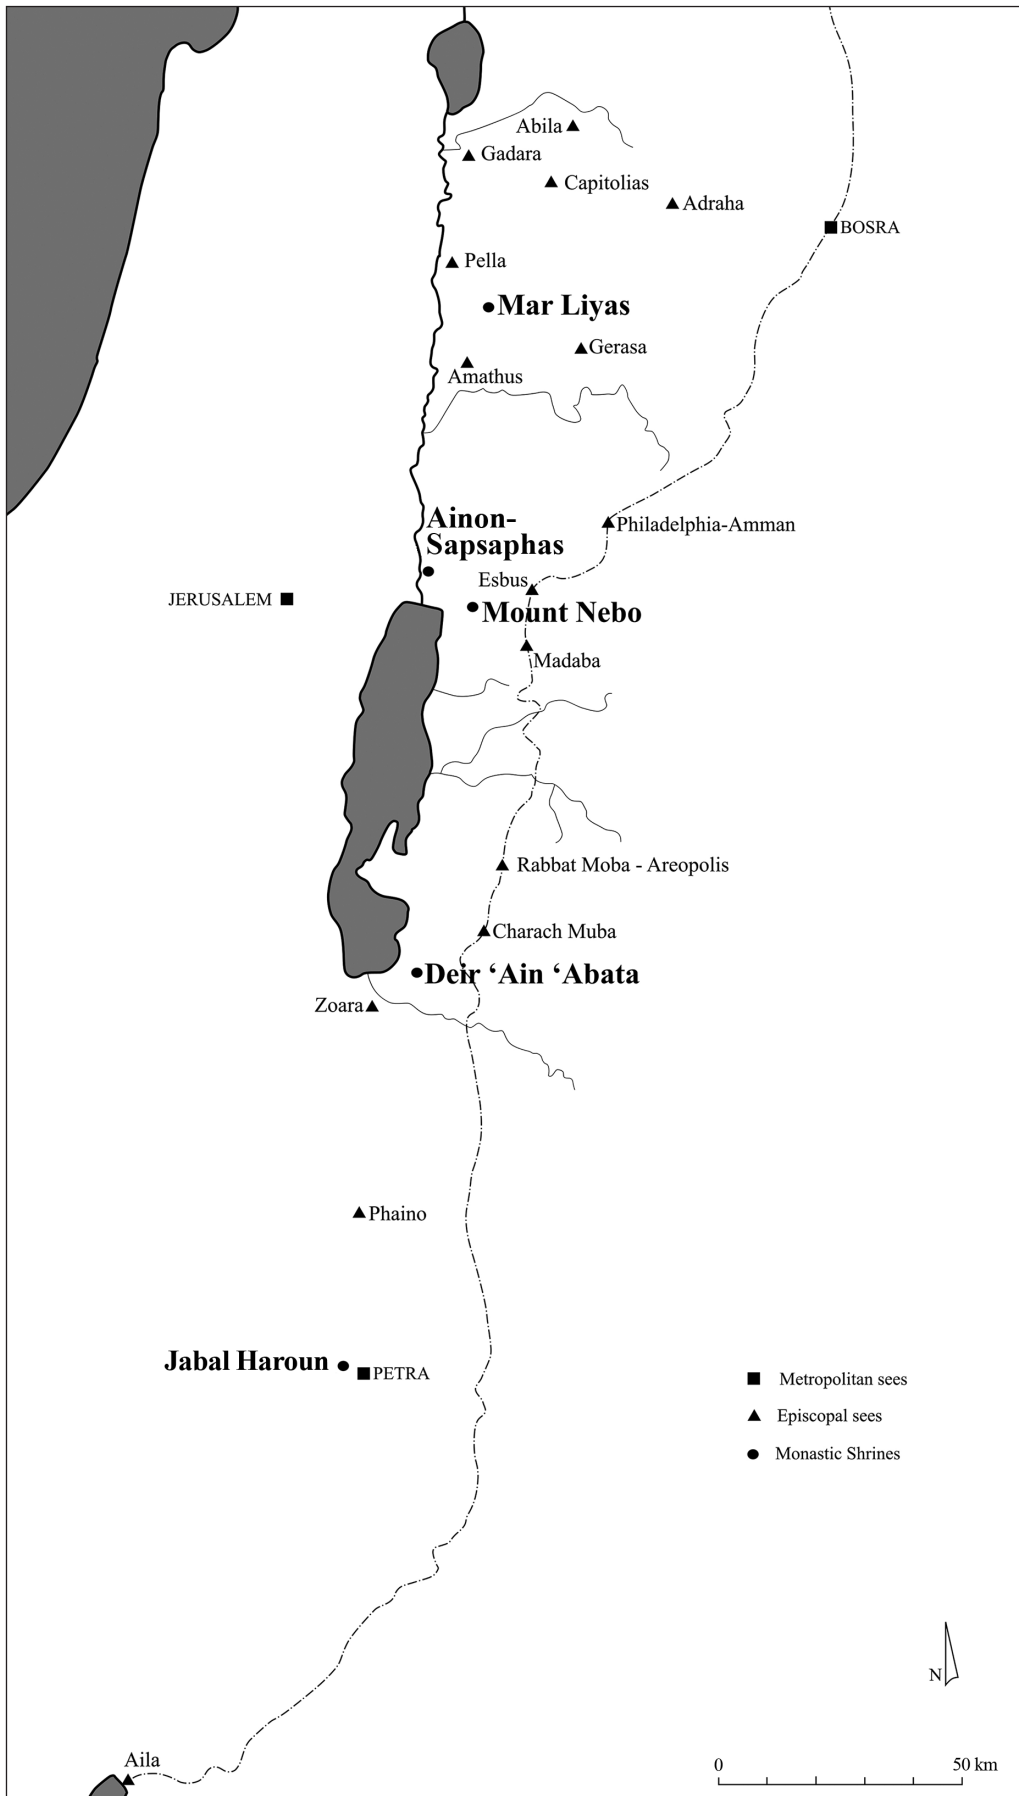 Abila
Gadara
Capitolias
Adraha
BOSRA
Pella
Mar Liyas
Gerasa
Amathus
Ainon-
Sapsaphas
Philadelphia-Amman
Esbus
JERUSALEM
Mount Nebo
Madaba
Rabbat Moba - Areopolis
Charach Muba
Deir ‘Ain ‘Abata
Zoara
Phaino
Jabal Haroun
PETRA
Metropolitan sees
Episcopal sees
Monastic Shrines
N
Aila
0 50 km